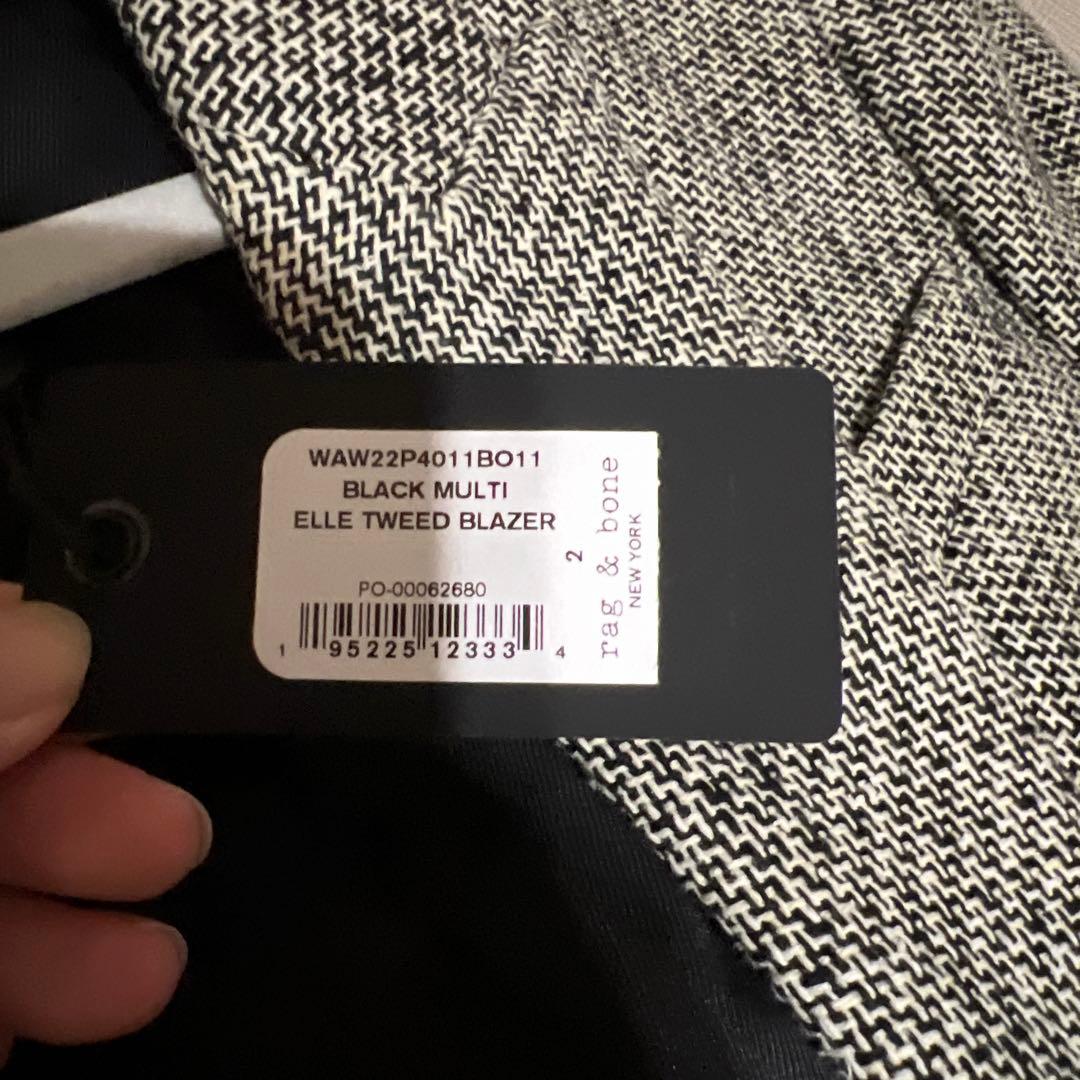 WAW22P4011BO11
BLACK MULTI
ELLE TWEED BLAZER
PO-00062680
1 95225 12333 4
2
rag & bone
NEW YORK